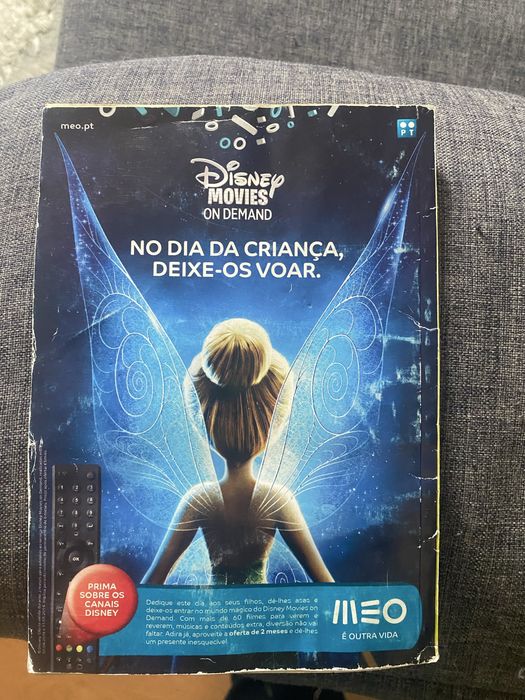 meo.pt
PT
DISNEY
MOVIES
ON DEMAND
NO DIA DA CRIANÇA,
DEIXE-OS VOAR.
OK
PRIMA
SOBRE OS
CANAIS
DISNEY
Dedique este dia aos seus filhos, dê-lhes asas e
deixe-os entrar no mundo mágico do Disney Movies on
Demand. Com mais de 60 filmes para verem e
reverem, músicas e conteúdos extra, diversão não vai
faltar. Adira já, aproveite a oferta de 2 meses e dê-lhes
um presente inesquecível.
MEO
É OUTRA VIDA